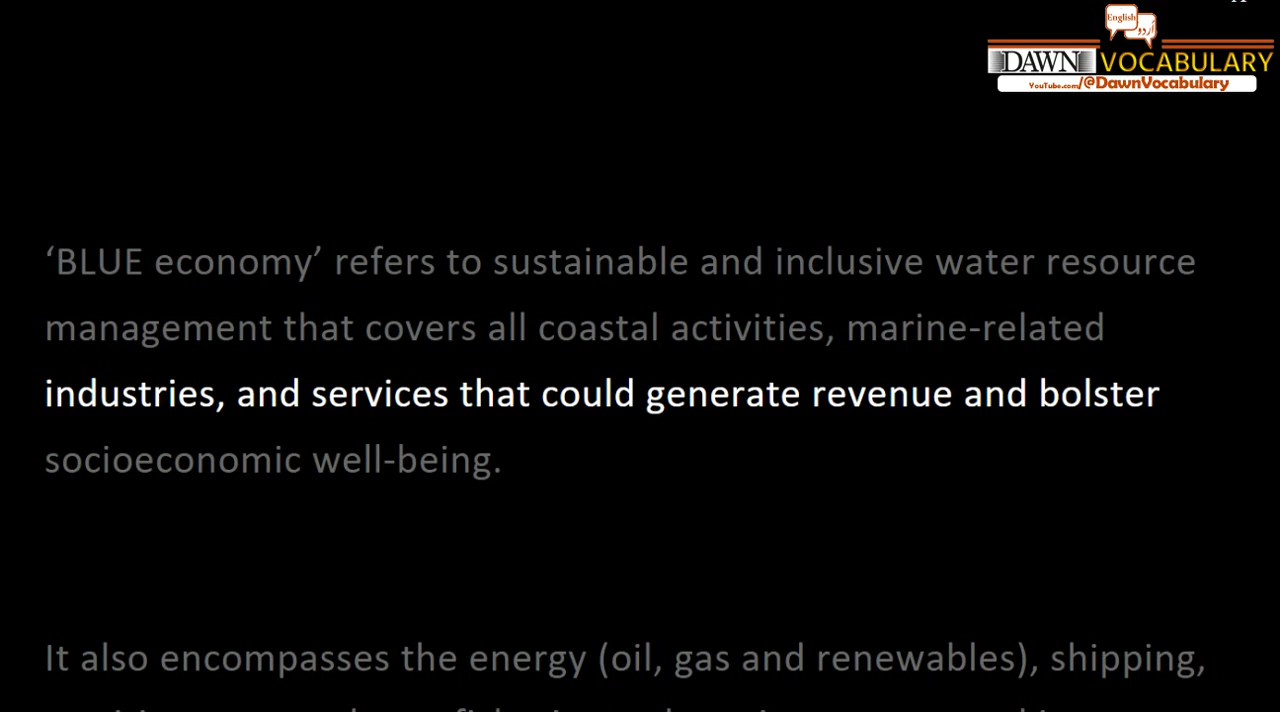 English
اُردو
DAWN VOCABULARY
YouTube.com/@DawnVocabulary
‘BLUE economy’ refers to sustainable and inclusive water resource
management that covers all coastal activities, marine-related
industries, and services that could generate revenue and bolster
socioeconomic well-being.
It also encompasses the energy (oil, gas and renewables), shipping,